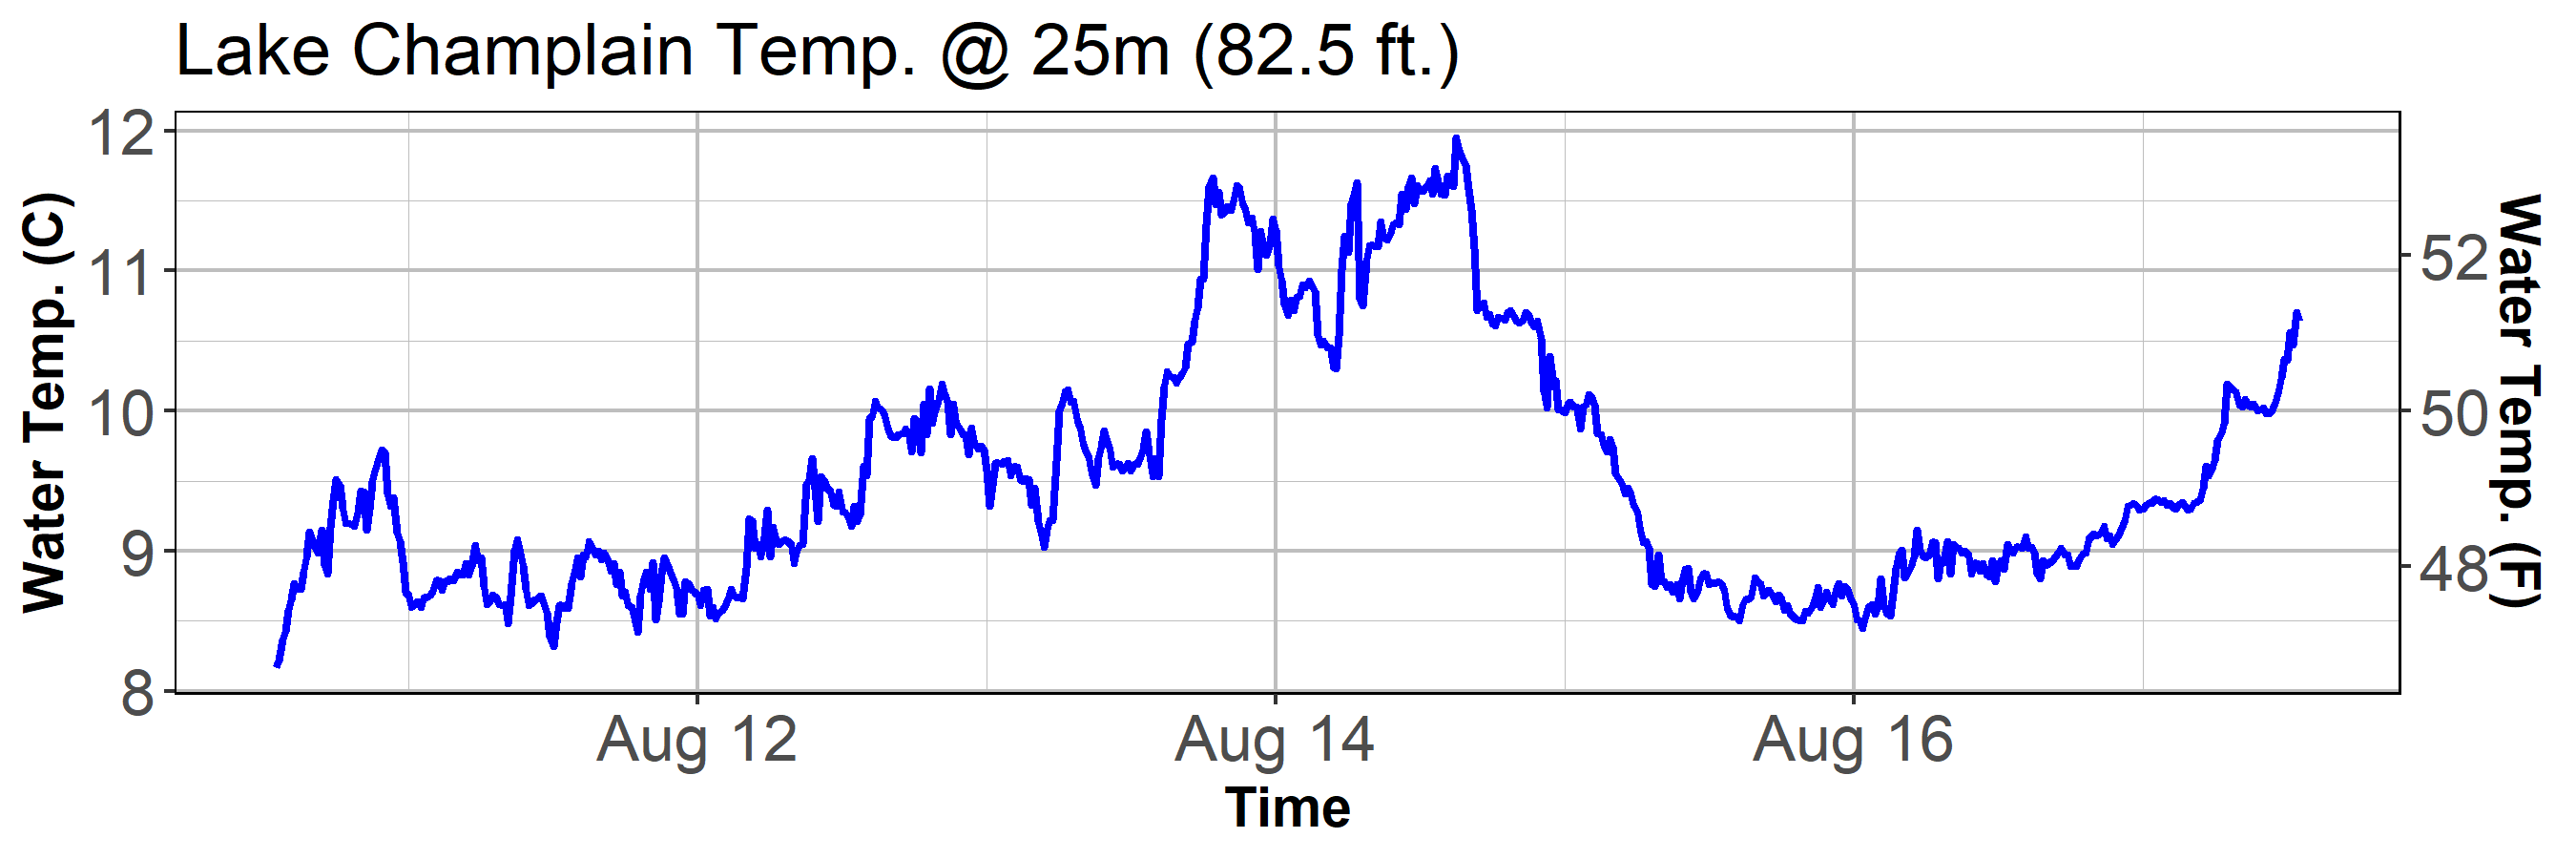 Lake Champlain Temp. @ 25m (82.5 ft.)
Water Temp. (C)
12
11
10
9
8
52
50
48
Water Temp. (F)
Aug 12
Aug 14
Aug 16
Time